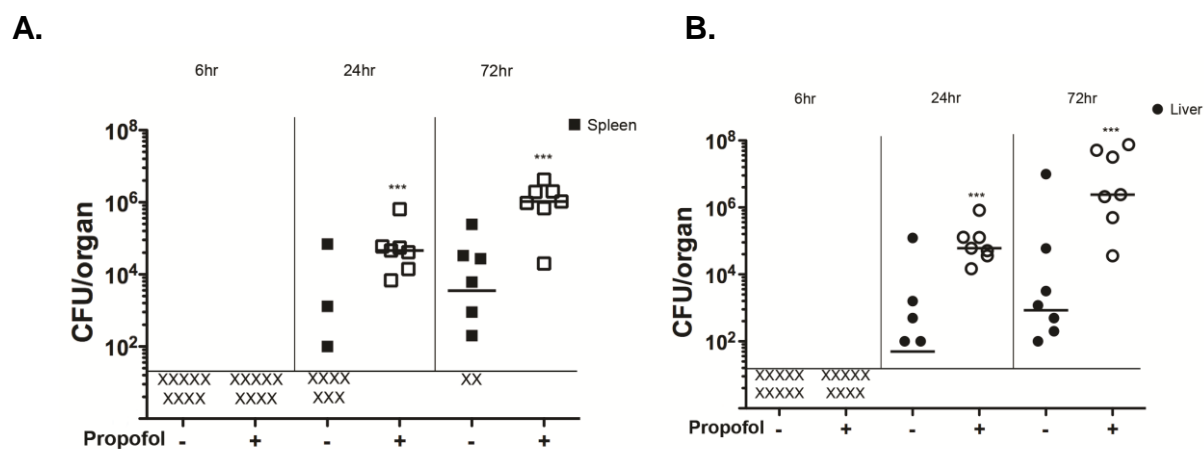 A.
6hr 24hr 72hr
Spleen
***
***
10⁸
10⁶
10⁴
10²
CFU/organ
XXXXX XXXXX XXXX XX
XXXX XXXX XXX
Propofol - + - + - +
B.
6hr 24hr 72hr
Liver
***
***
10⁸
10⁶
10⁴
10²
CFU/organ
XXXXX XXXXX
XXXXX XXXX
Propofol - + - + - +